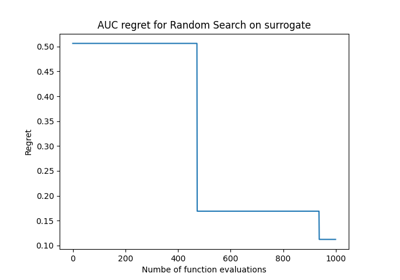 AUC regret for Random Search on surrogate
0.50
0.45
0.40
0.35
0.30
0.25
0.20
0.15
0.10
Regret
0 200 400 600 800 1000
Numbe of function evaluations